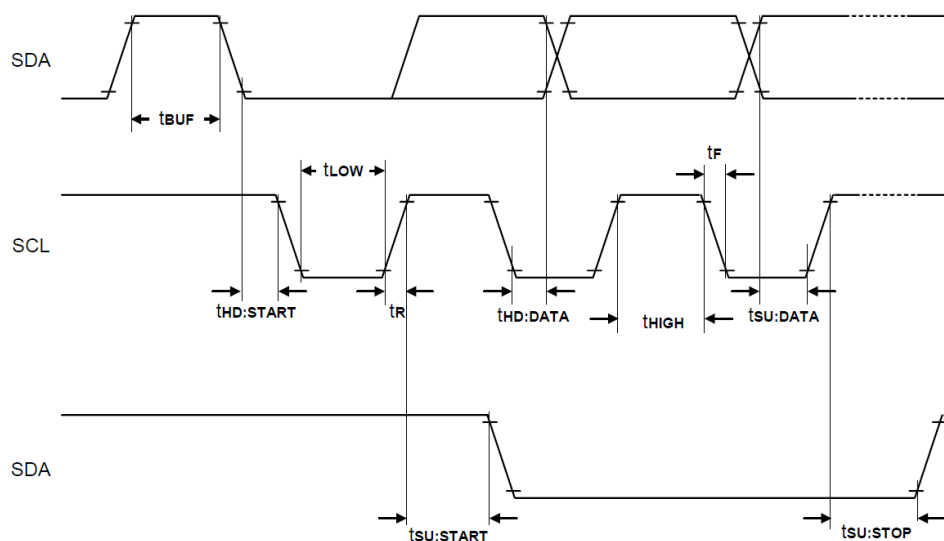 SDA
tBUF
tLOW
tF
SCL
tHD:START
tR
tHD:DATA
tHIGH
tSU:DATA
SDA
tSU:START
tSU:STOP